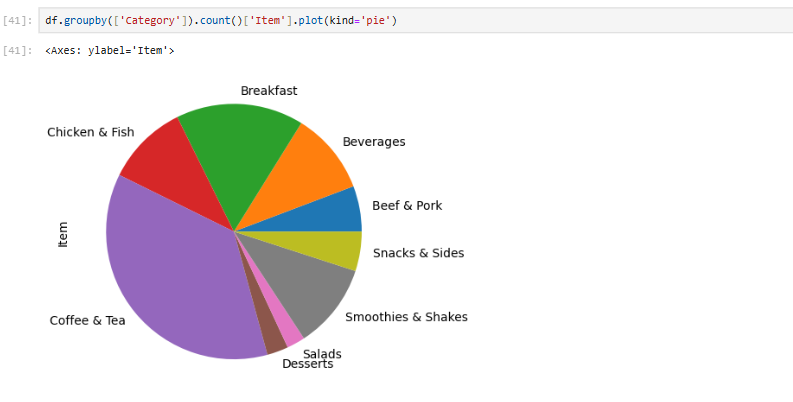 [41]: df.groupby(['Category']).count()['Item'].plot(kind='pie')
[41]: <Axes: ylabel='Item'>
Breakfast
Chicken & Fish
Beverages
Beef & Pork
Item
Snacks & Sides
Coffee & Tea
Smoothies & Shakes
Salads
Desserts